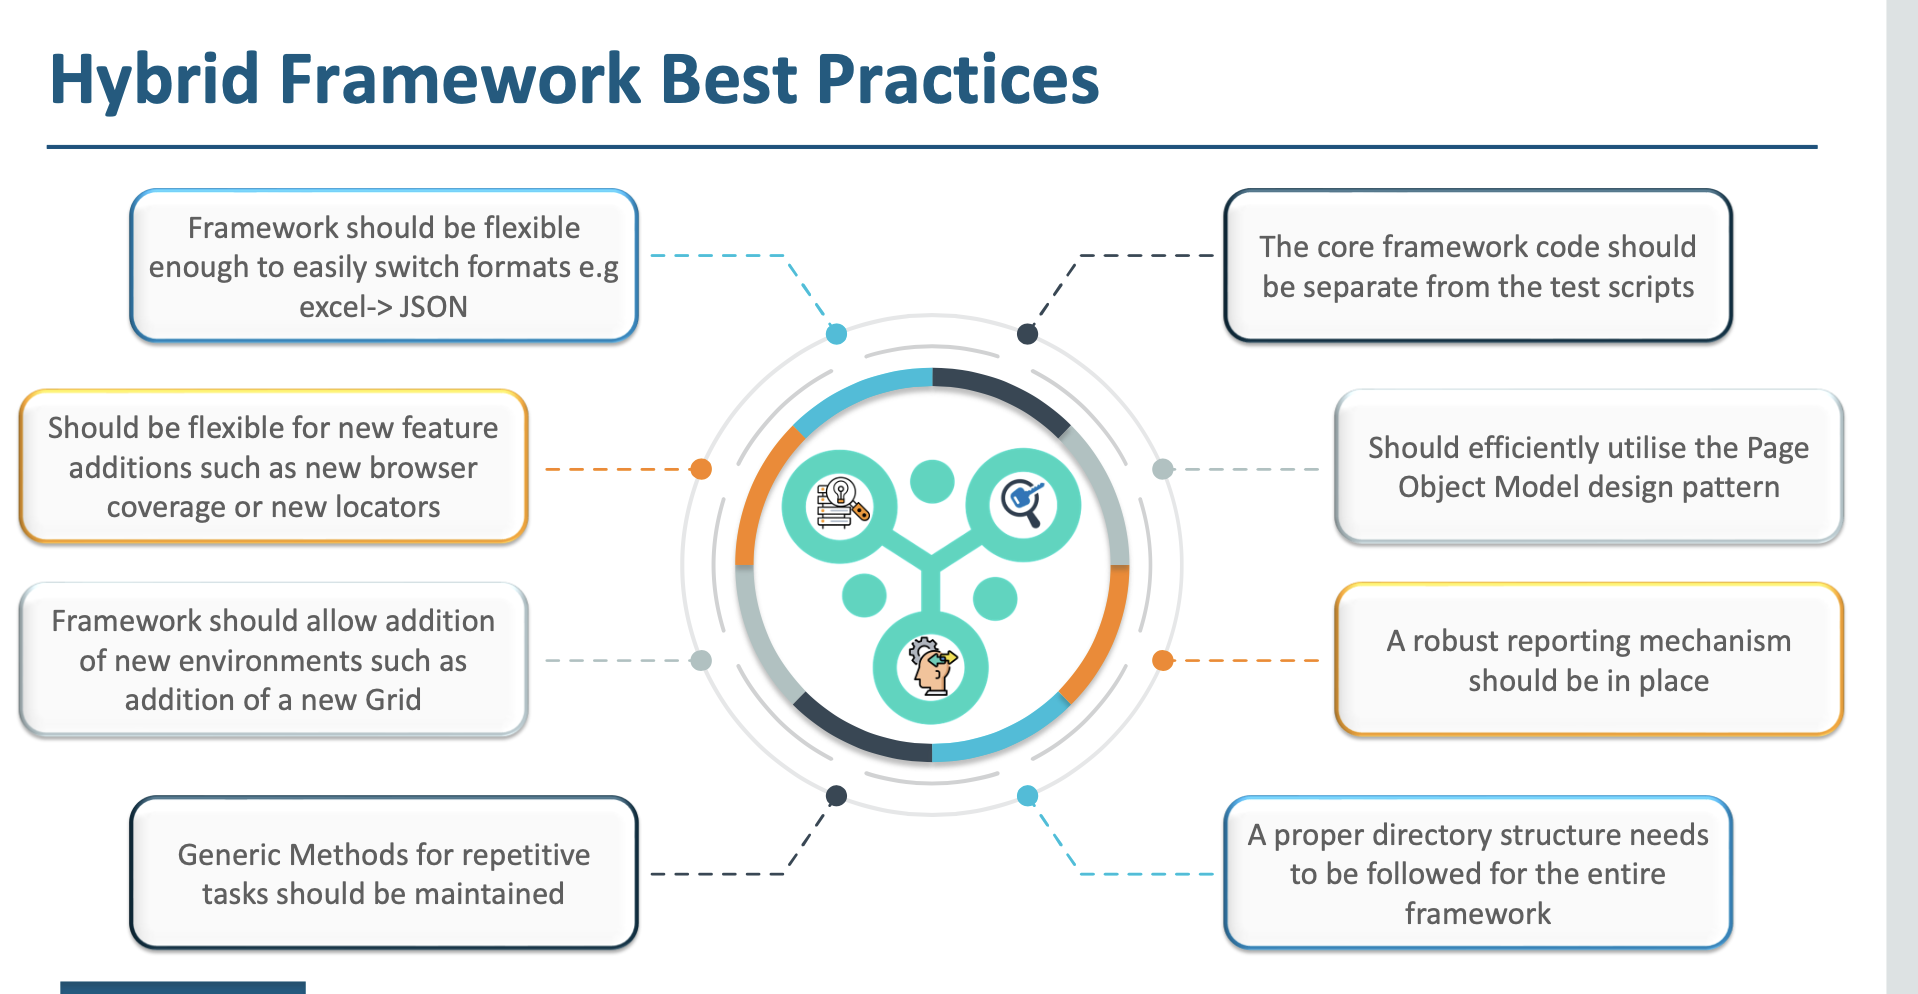 Hybrid Framework Best Practices
Framework should be flexible
enough to easily switch formats e.g
excel-> JSON
The core framework code should
be separate from the test scripts
Should be flexible for new feature
additions such as new browser
coverage or new locators
Should efficiently utilise the Page
Object Model design pattern
Framework should allow addition
of new environments such as
addition of a new Grid
A robust reporting mechanism
should be in place
Generic Methods for repetitive
tasks should be maintained
A proper directory structure needs
to be followed for the entire
framework